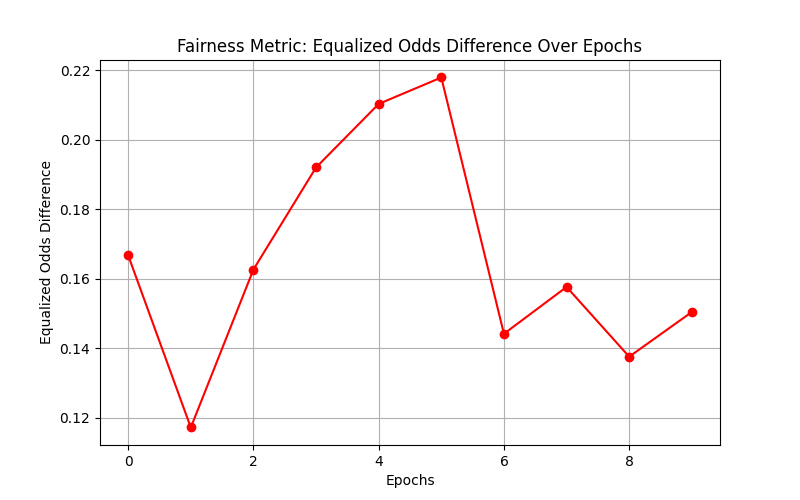 Fairness Metric: Equalized Odds Difference Over Epochs
0.22
0.20
0.18
0.16
0.14
0.12
Equalized Odds Difference
0 2 4 6 8
Epochs